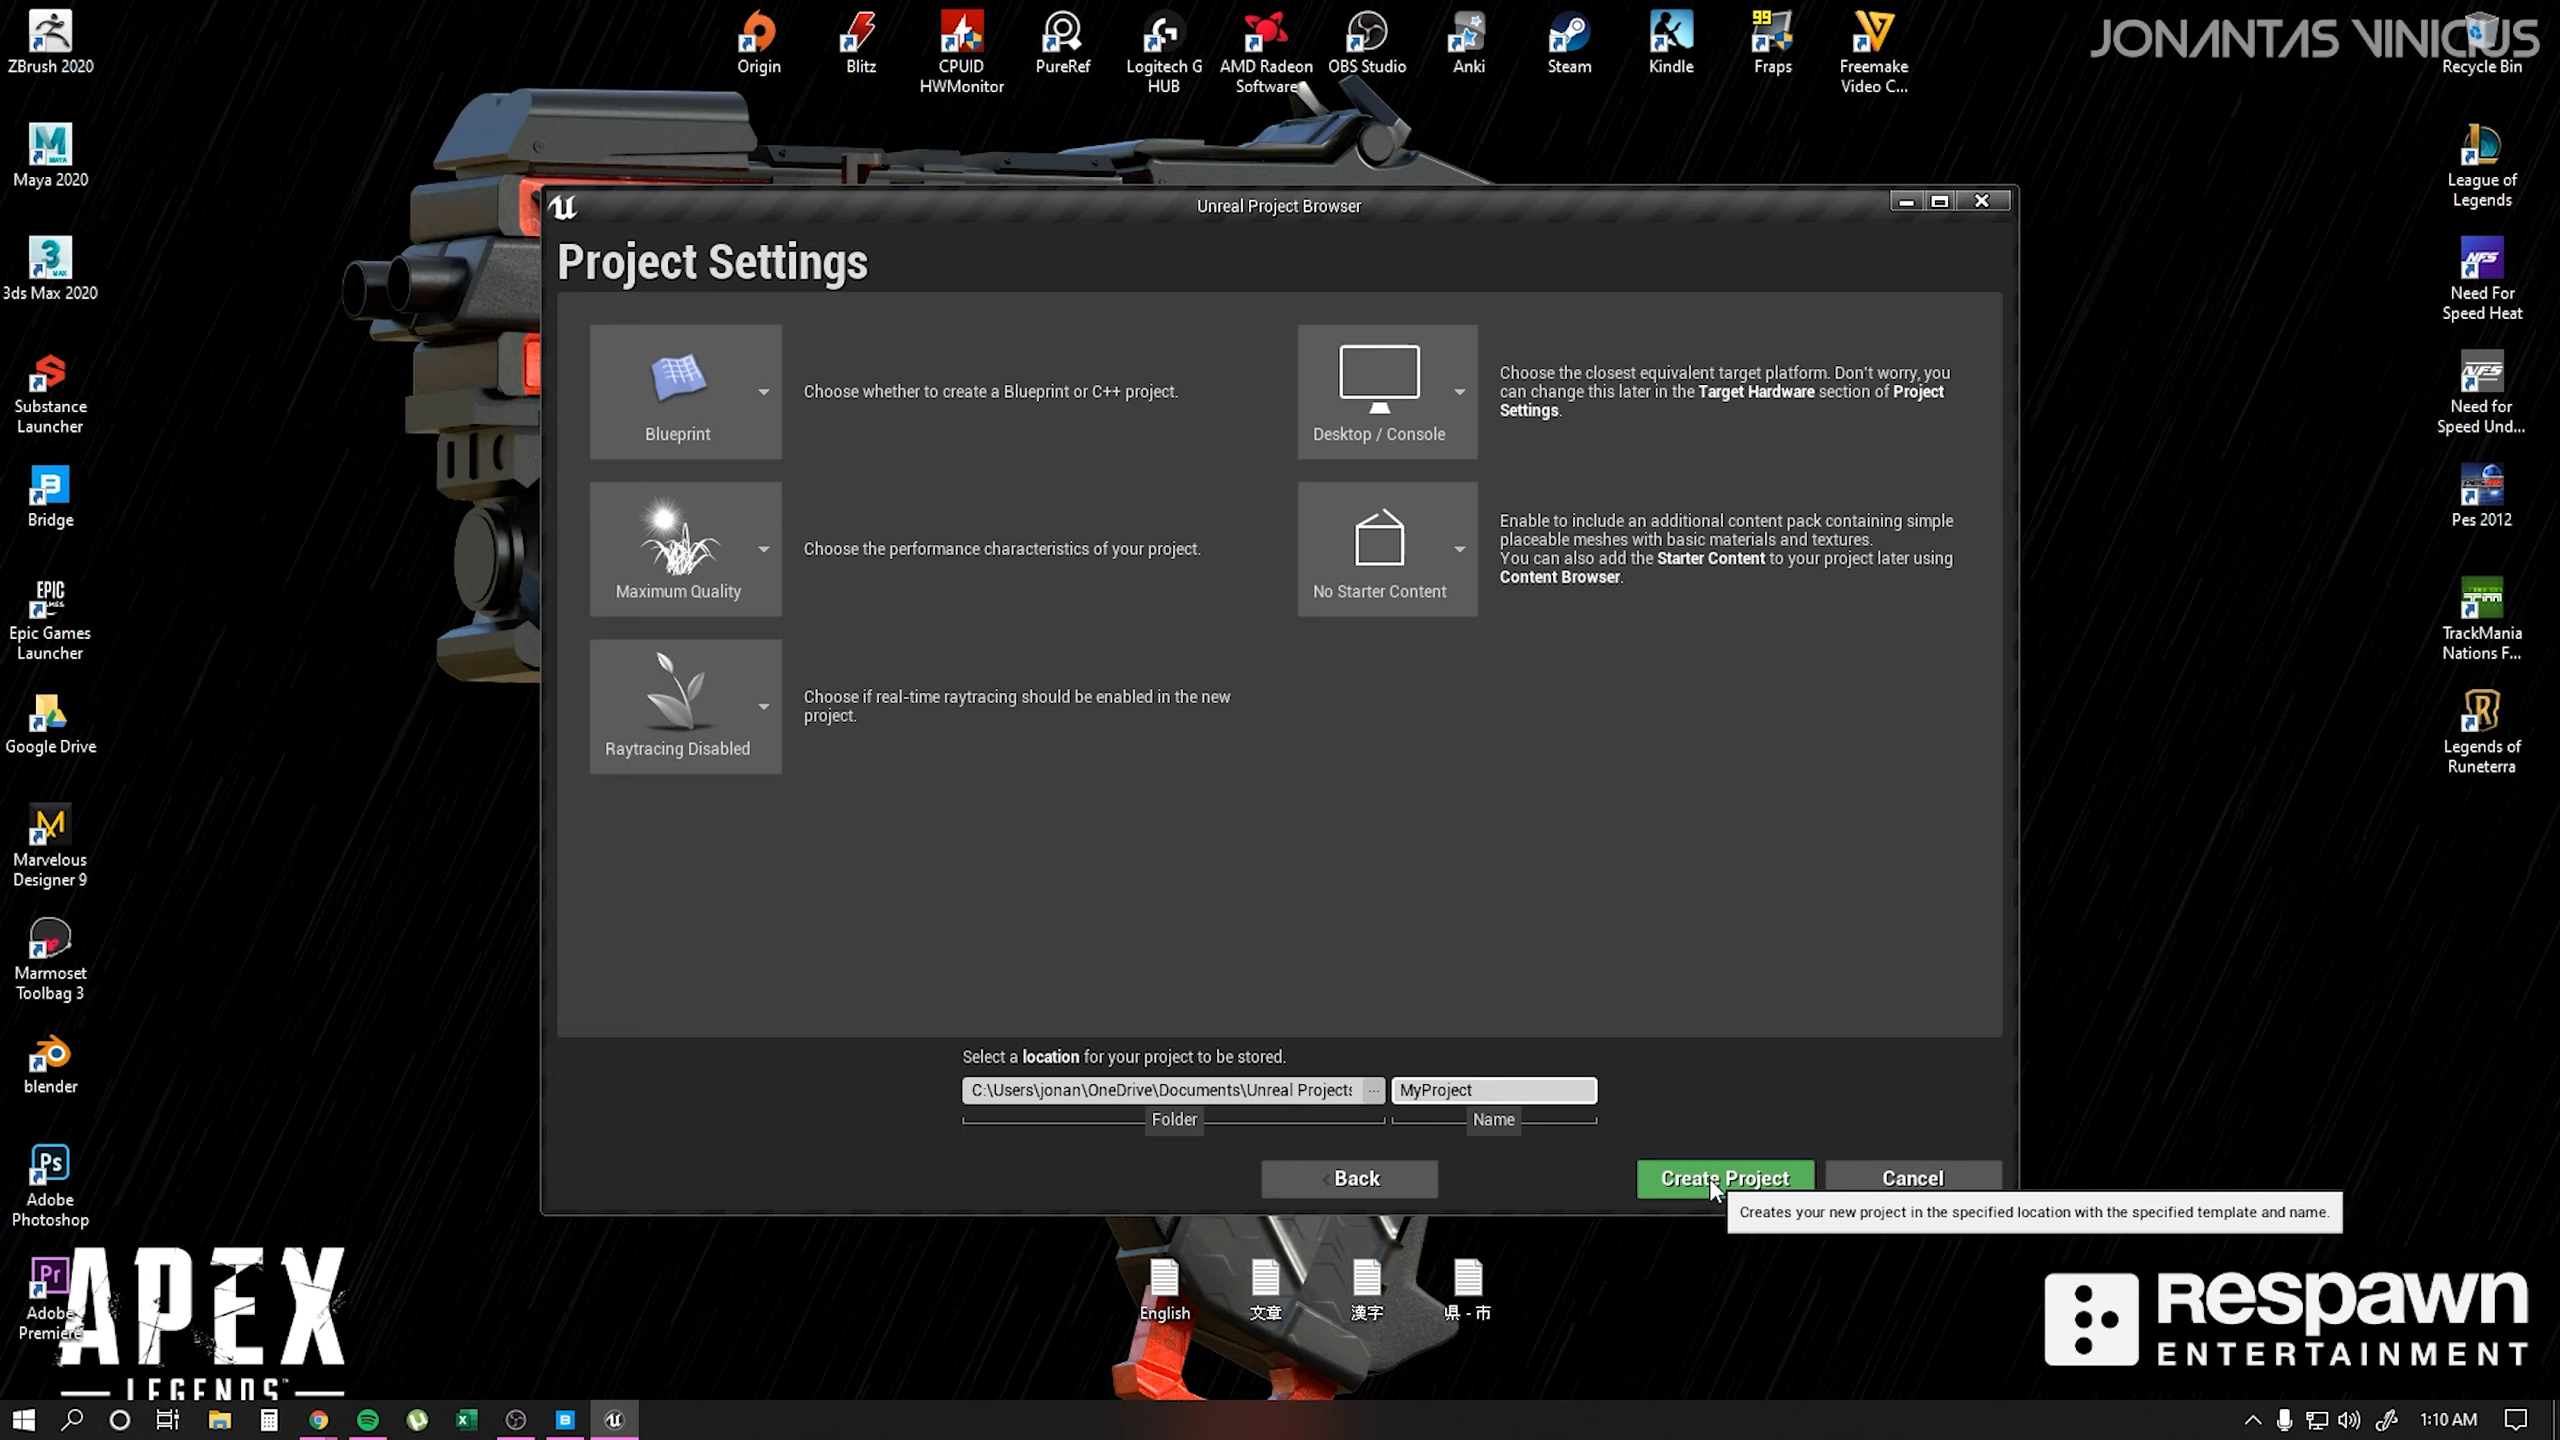 ZBrush 2020
Maya 2020
3ds Max 2020
Substance
Launcher
Bridge
EPIC
GAMES
Epic Games
Launcher
Google Drive
Marvelous
Designer 9
Marmoset
Toolbag 3
blender
Ps
Adobe
Photoshop
Pr
Adobe
Premiere
Origin
Blitz
CPUID
HWMonitor
PureRef
Logitech G
HUB
AMD Radeon
Software
OBS Studio
Anki
Steam
Kindle
99
Fraps
Freemake
Video C...
JONANTAS VINICIUS
Recycle Bin
League of
Legends
NFS
Need For
Speed Heat
NFS
Need for
Speed Und...
Pes 2012
TrackMania
Nations F...
Legends of
Runeterra
Unreal Project Browser
Project Settings
Blueprint
Choose whether to create a Blueprint or C++ project.
Desktop / Console
Choose the closest equivalent target platform. Don't worry, you
can change this later in the Target Hardware section of Project
Settings.
Maximum Quality
Choose the performance characteristics of your project.
No Starter Content
Enable to include an additional content pack containing simple
placeable meshes with basic materials and textures.
You can also add the Starter Content to your project later using
Content Browser.
Raytracing Disabled
Choose if real-time raytracing should be enabled in the new
project.
Select a location for your project to be stored.
C:\Users\jonan\OneDrive\Documents\Unreal Projects
...
MyProject
Folder
Name
Back
Create Project
Cancel
Creates your new project in the specified location with the specified template and name.
English
文章
漢字
県 - 市
APEX
LEGENDS™
Respawn
ENTERTAINMENT
1:10 AM